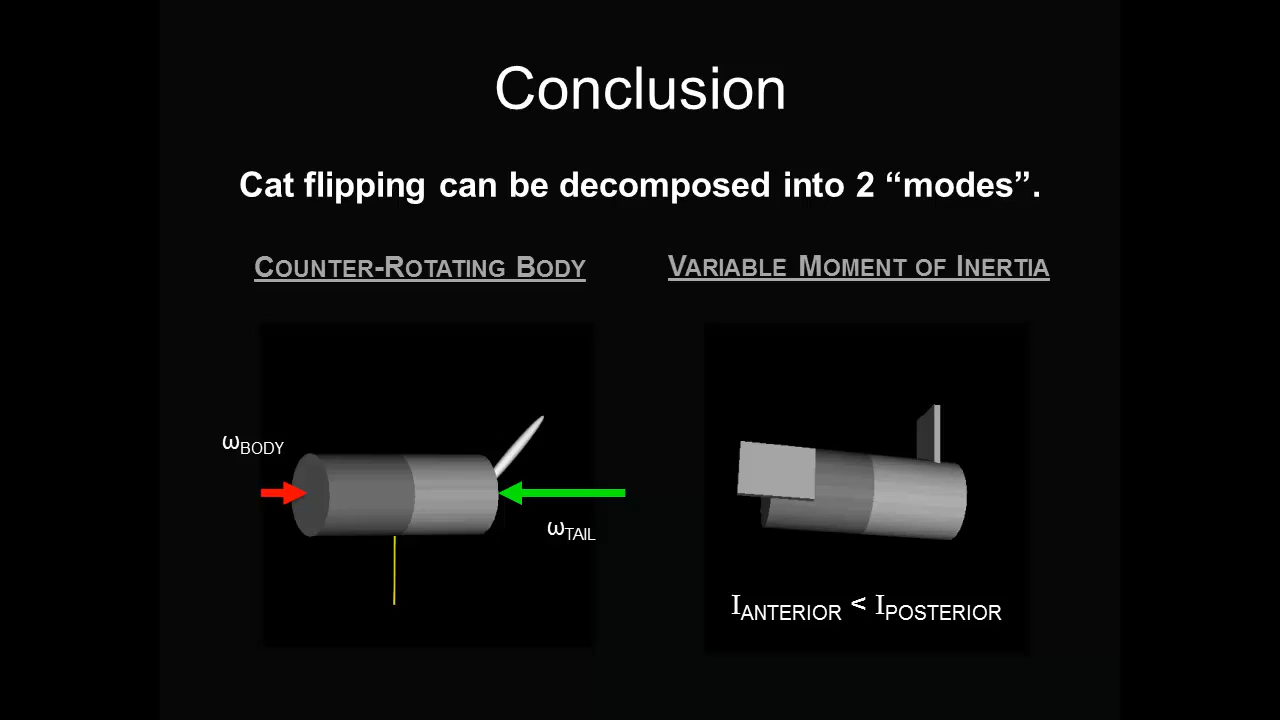 Conclusion
Cat flipping can be decomposed into 2 “modes”.
COUNTER-ROTATING BODY
VARIABLE MOMENT OF INERTIA
ωBODY
ωTAIL
IANTERIOR < IPOSTERIOR